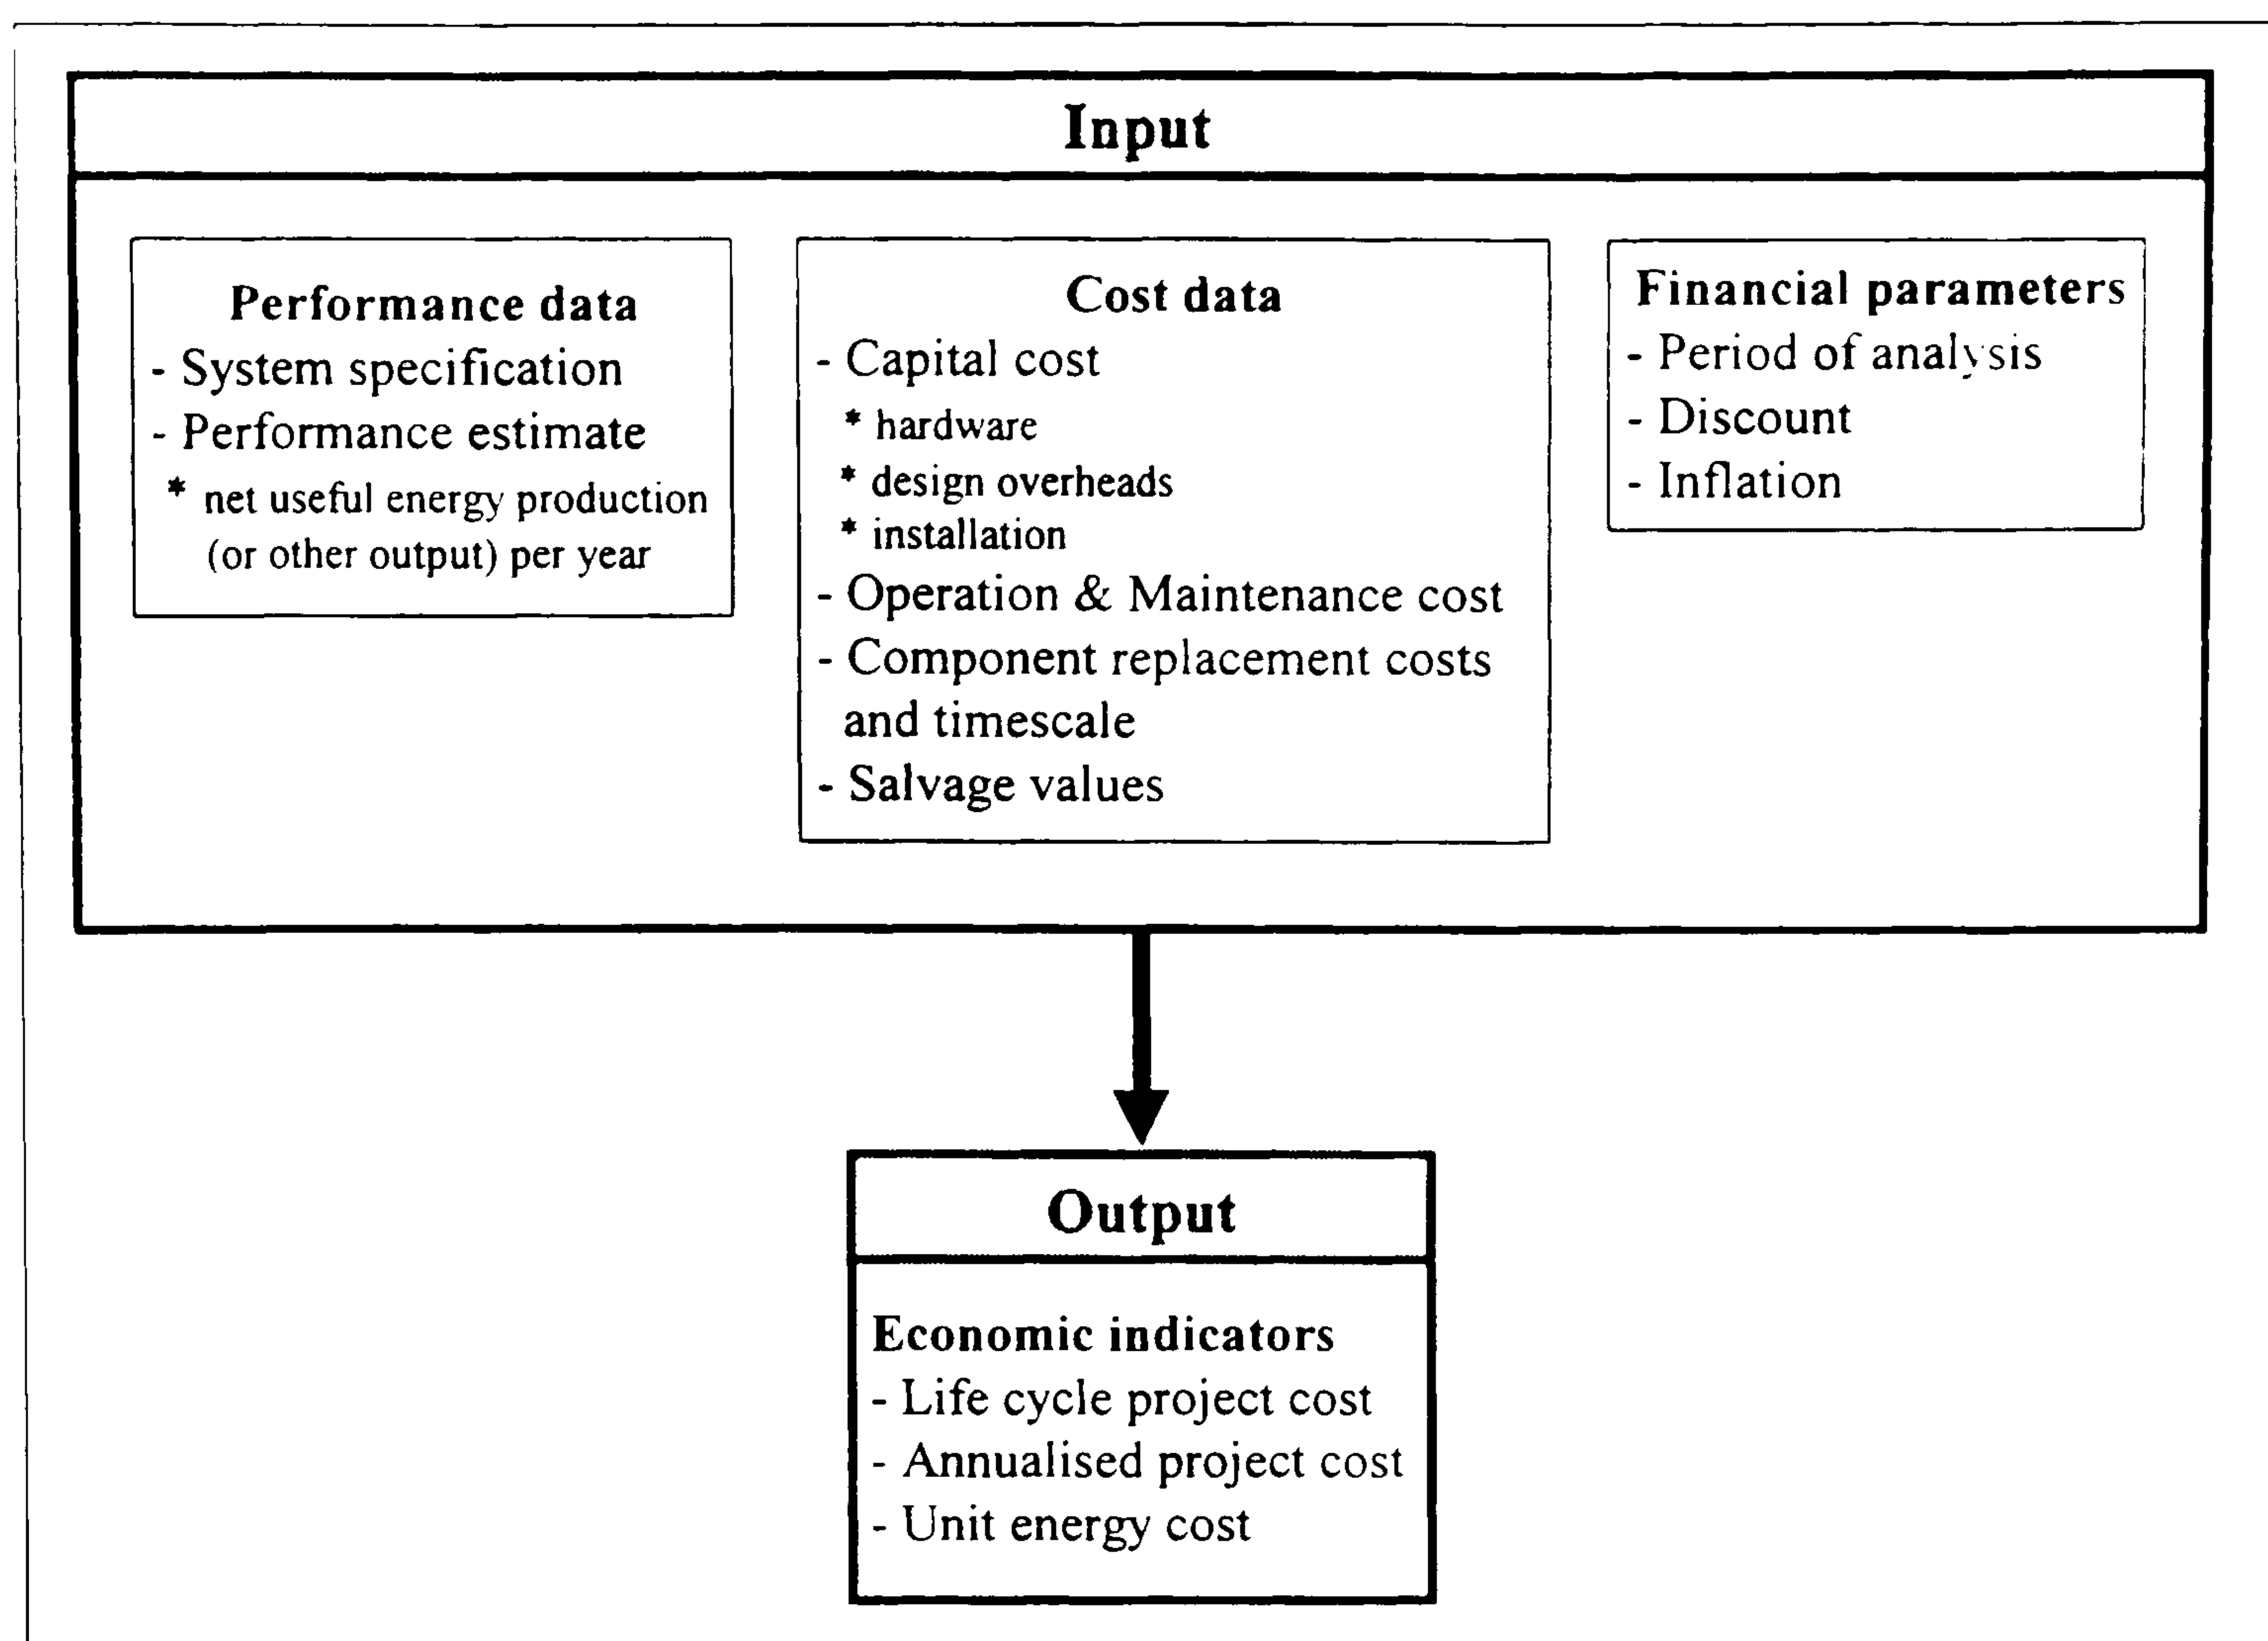 Input
Performance data
- System specification
- Performance estimate
* net useful energy production
(or other output) per year
Cost data
- Capital cost
* hardware
* design overheads
* installation
- Operation & Maintenance cost
- Component replacement costs
and timescale
- Salvage values
Financial parameters
- Period of analysis
- Discount
- Inflation
Output
Economic indicators
- Life cycle project cost
- Annualised project cost
- Unit energy cost